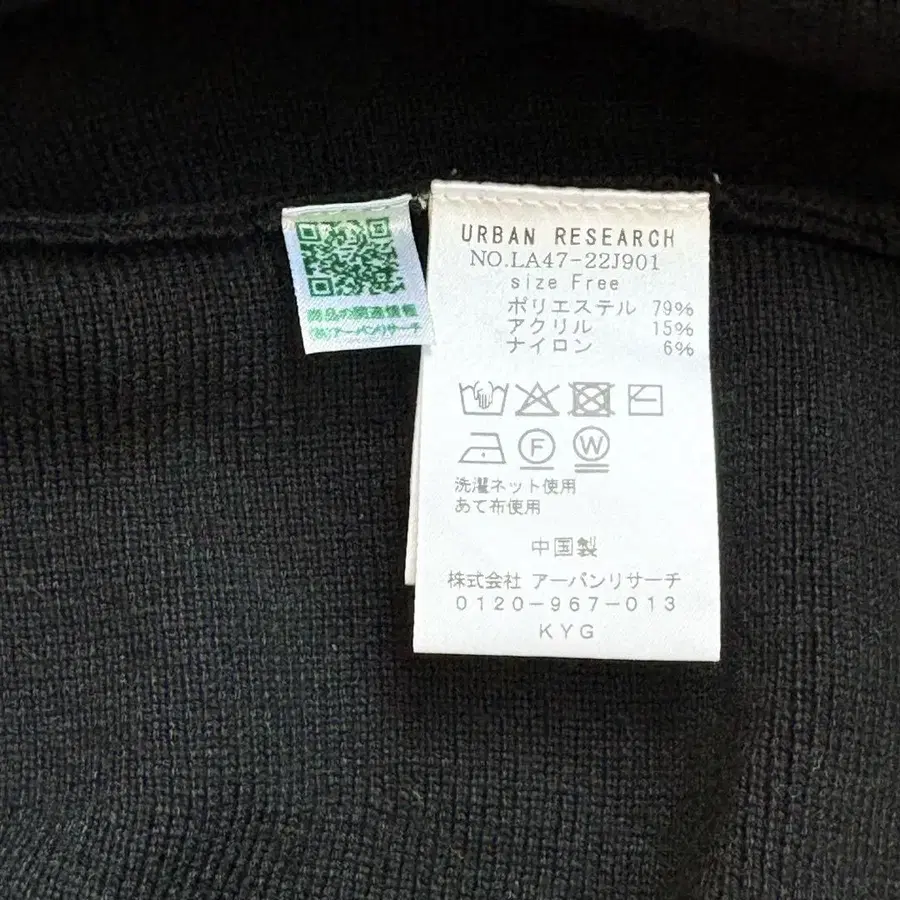 商品の関連情報
(株)アーバンリサーチ
URBAN RESEARCH
NO.LA47-22J901
size Free
ポリエステル 79%
アクリル 15%
ナイロン 6%
F W
洗濯ネット使用
あて布使用
中国製
株式会社 アーバンリサーチ
0120-967-013
KYG